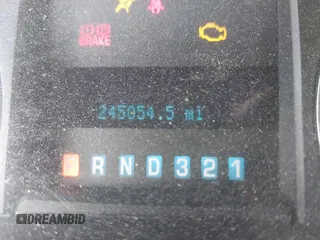 BRAKE
245054.5 mi
R N D 3 2 1
DREAMBID